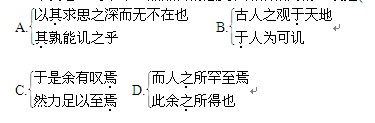 A. 以其求思之深而无不在也 B. 古人之观于天地
其孰能讥之乎 于人为可讥
C. 于是余有叹焉 D. 而人之所罕至焉
然力足以至焉 此余之所得也